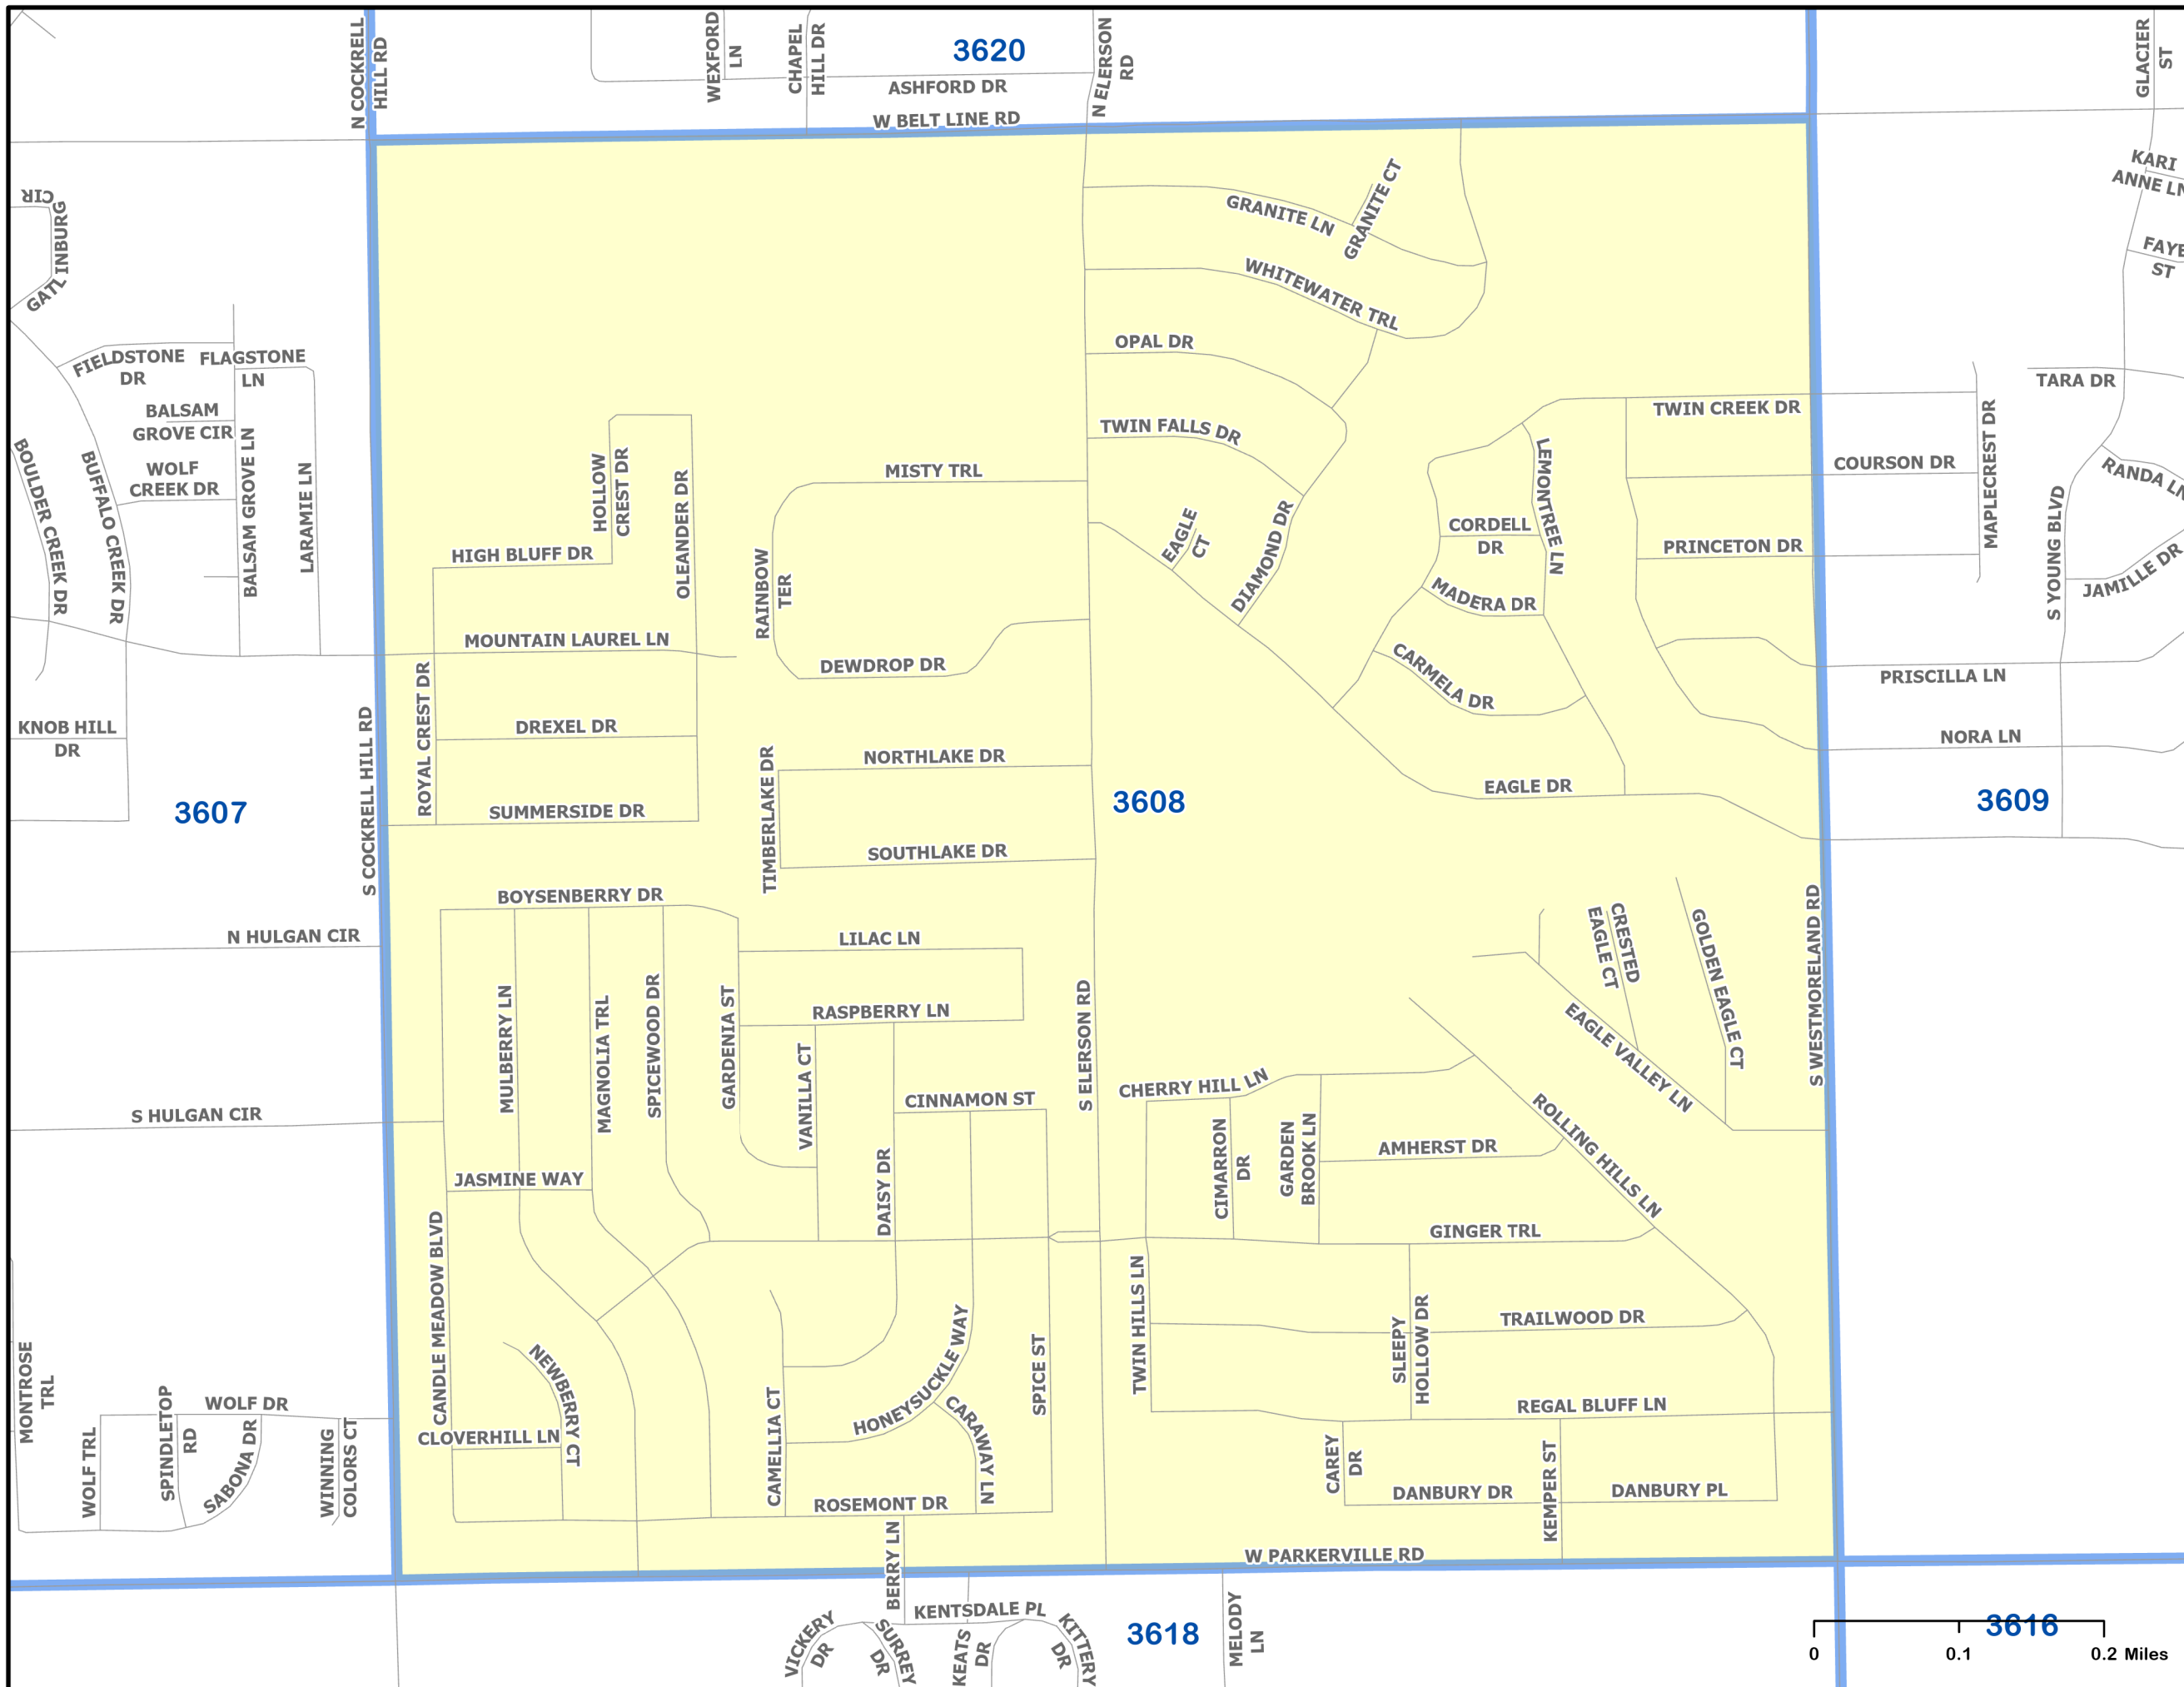 N COCKRELL
HILL RD
WEXFORD
LN
CHAPEL
HILL DR
3620
N ELERSON
RD
GLACIER
ST
ASHFORD DR
W BELT LINE RD
KARI
ANNE LN
CIR
GATLINBURG
GRANITE LN
GRANITE CT
FAYE
ST
WHITEWATER TRL
OPAL DR
FIELDSTONE
DR
FLAGSTONE
LN
TARA DR
BALSAM
GROVE CIR
TWIN FALLS DR
TWIN CREEK DR
BOULDER CREEK DR
BUFFALO CREEK DR
WOLF
CREEK DR
BALSAM GROVE LN
LARAMIE LN
HOLLOW
CREST DR
OLEANDER DR
MISTY TRL
LEMONTREE LN
COURSON DR
MAPLECREST DR
RANDA LN
S YOUNG BLVD
HIGH BLUFF DR
RAINBOW
TER
EAGLE
CT
DIAMOND DR
CORDELL
DR
PRINCETON DR
JAMILLE DR
MADERA DR
MOUNTAIN LAUREL LN
DEWDROP DR
CARMELA DR
PRISCILLA LN
KNOB HILL
DR
S COCKRELL HILL RD
ROYAL CREST DR
DREXEL DR
TIMBERLAKE DR
NORTHLAKE DR
NORA LN
3607
SUMMERSIDE DR
3608
EAGLE DR
3609
SOUTHLAKE DR
BOYSENBERRY DR
N HULGAN CIR
LILAC LN
CRESTED
EAGLE CT
GOLDEN EAGLE CT
S WESTMORELAND RD
MULBERRY LN
MAGNOLIA TRL
SPICEWOOD DR
GARDENIA ST
RASPBERRY LN
S ELERSON RD
EAGLE VALLEY LN
VANILLA CT
CINNAMON ST
CHERRY HILL LN
S HULGAN CIR
CIMARRON
DR
GARDEN
BROOK LN
AMHERST DR
ROLLING HILLS LN
JASMINE WAY
DAISY DR
GINGER TRL
CANDLE MEADOW BLVD
TWIN HILLS LN
TRAILWOOD DR
SLEEPY
HOLLOW DR
MONTROSE
TRL
NEWBERRY CT
HONEYSUCKLE WAY
SPICE ST
WOLF DR
WOLF TRL
SPINDLETOP
RD
SABONA DR
WINNING
COLORS CT
CLOVERHILL LN
CAMELLIA CT
CARAWAY LN
REGAL BLUFF LN
CAREY
DR
KEMPER ST
DANBURY DR
DANBURY PL
ROSEMONT DR
W PARKERVILLE RD
BERRY LN
KENTSDALE PL
VICKERY
DR
SURREY
DR
KEATS
DR
KITTERY
DR
3618
MELODY
LN
3616
0
0.1
0.2 Miles